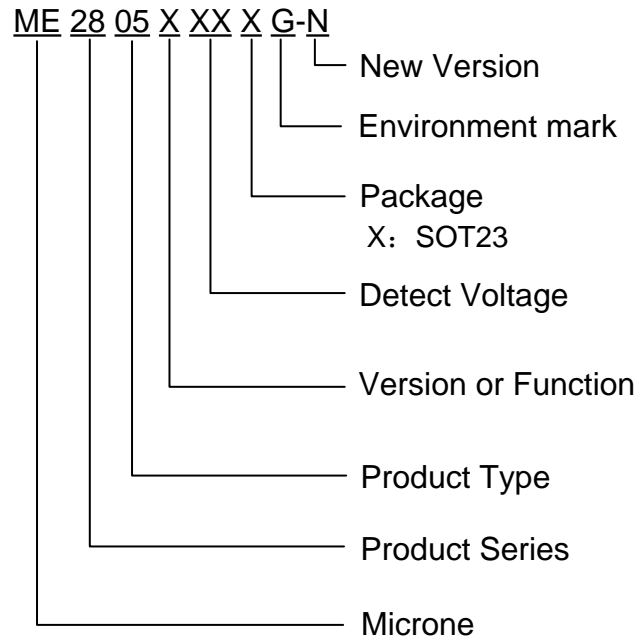 ME 28 05 X XX X G-N
New Version
Environment mark
Package
X：SOT23
Detect Voltage
Version or Function
Product Type
Product Series
Microne